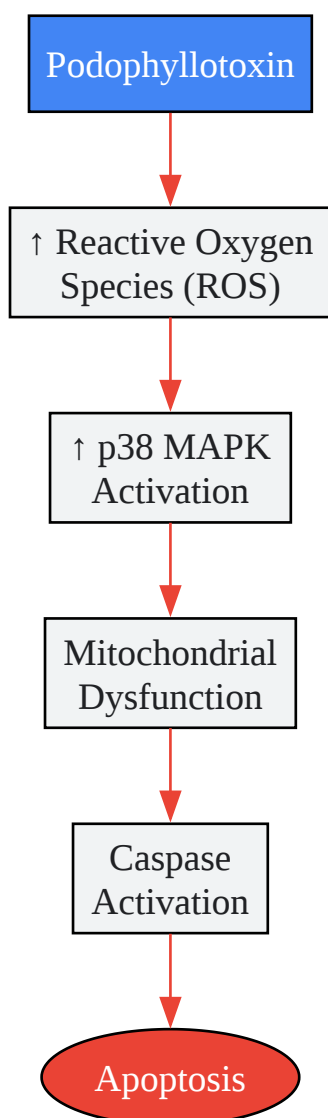 Podophyllotoxin
↑ Reactive Oxygen
Species (ROS)
↑ p38 MAPK
Activation
Mitochondrial
Dysfunction
Caspase
Activation
Apoptosis